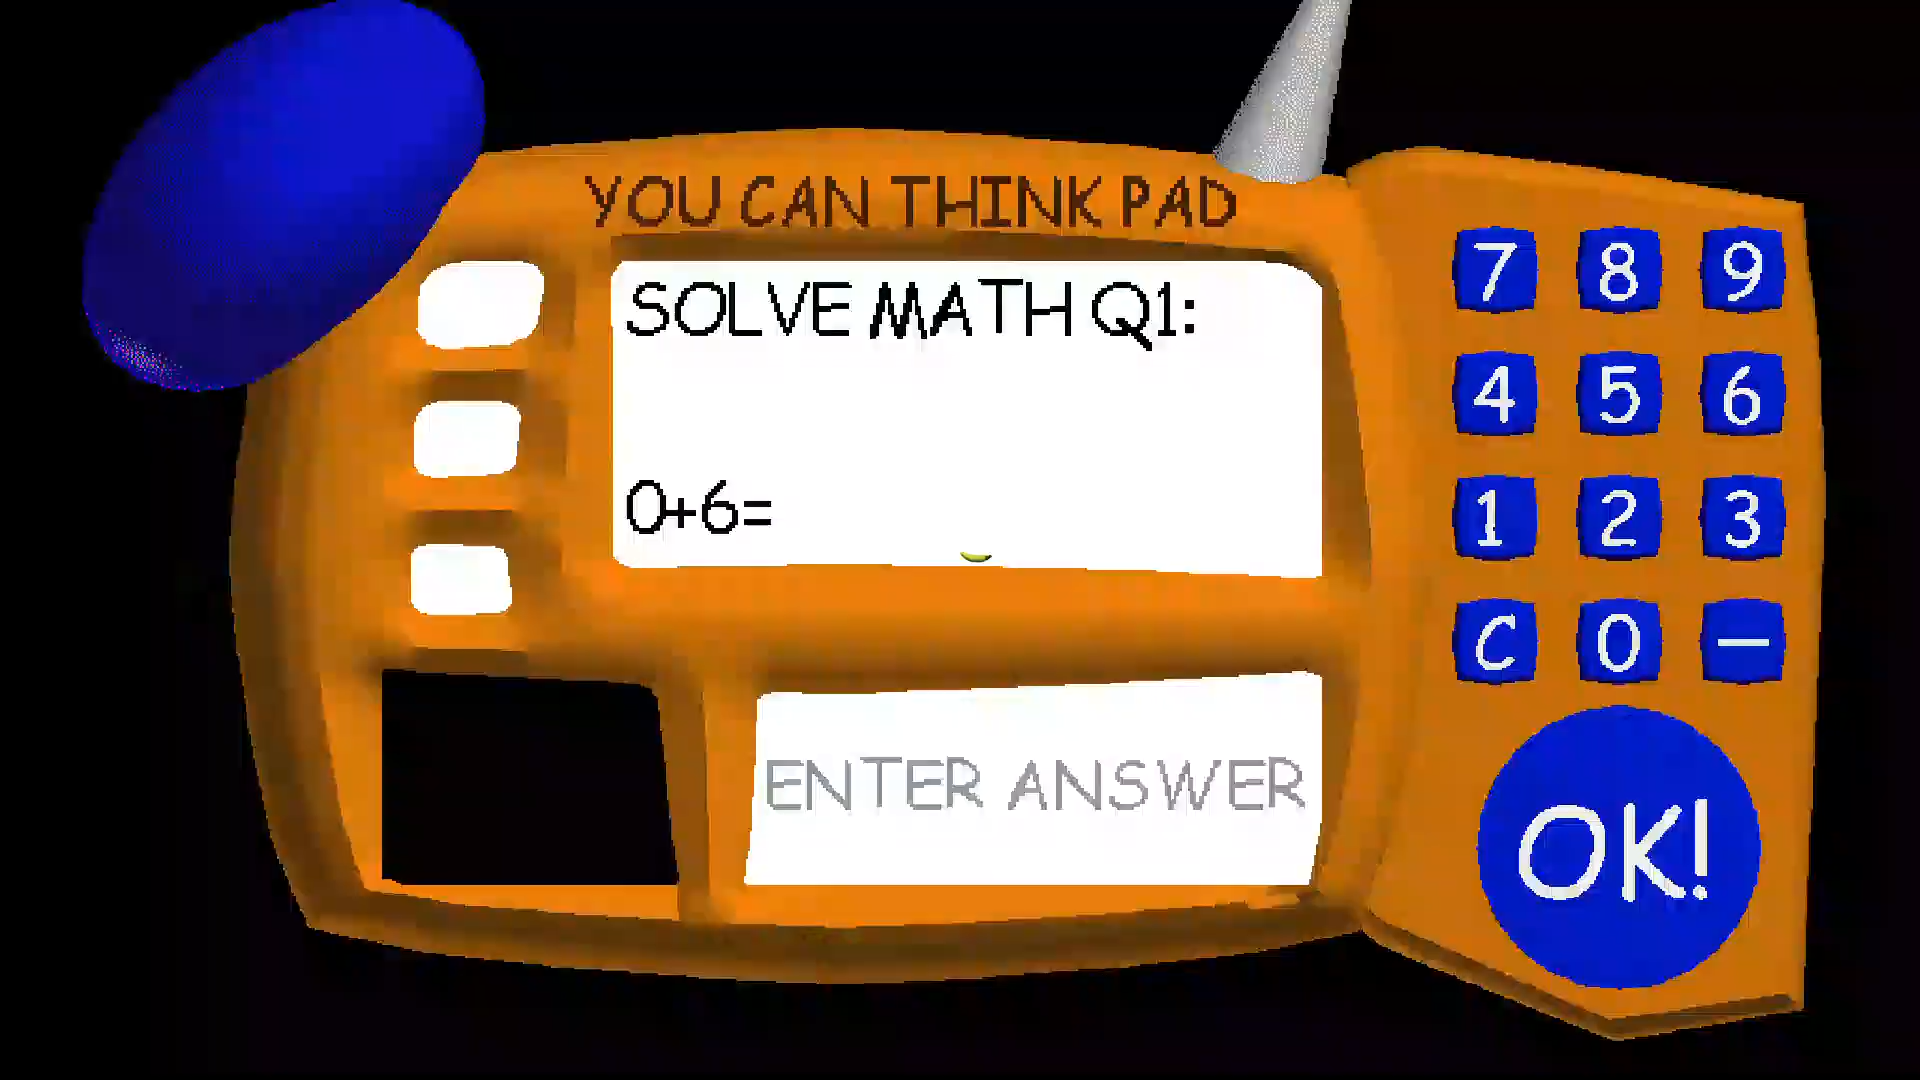 YOU CAN THINK PAD
SOLVE MATH Q1:
0+6=
ENTER ANSWER
7 8 9
4 5 6
1 2 3
C 0 —
OK!